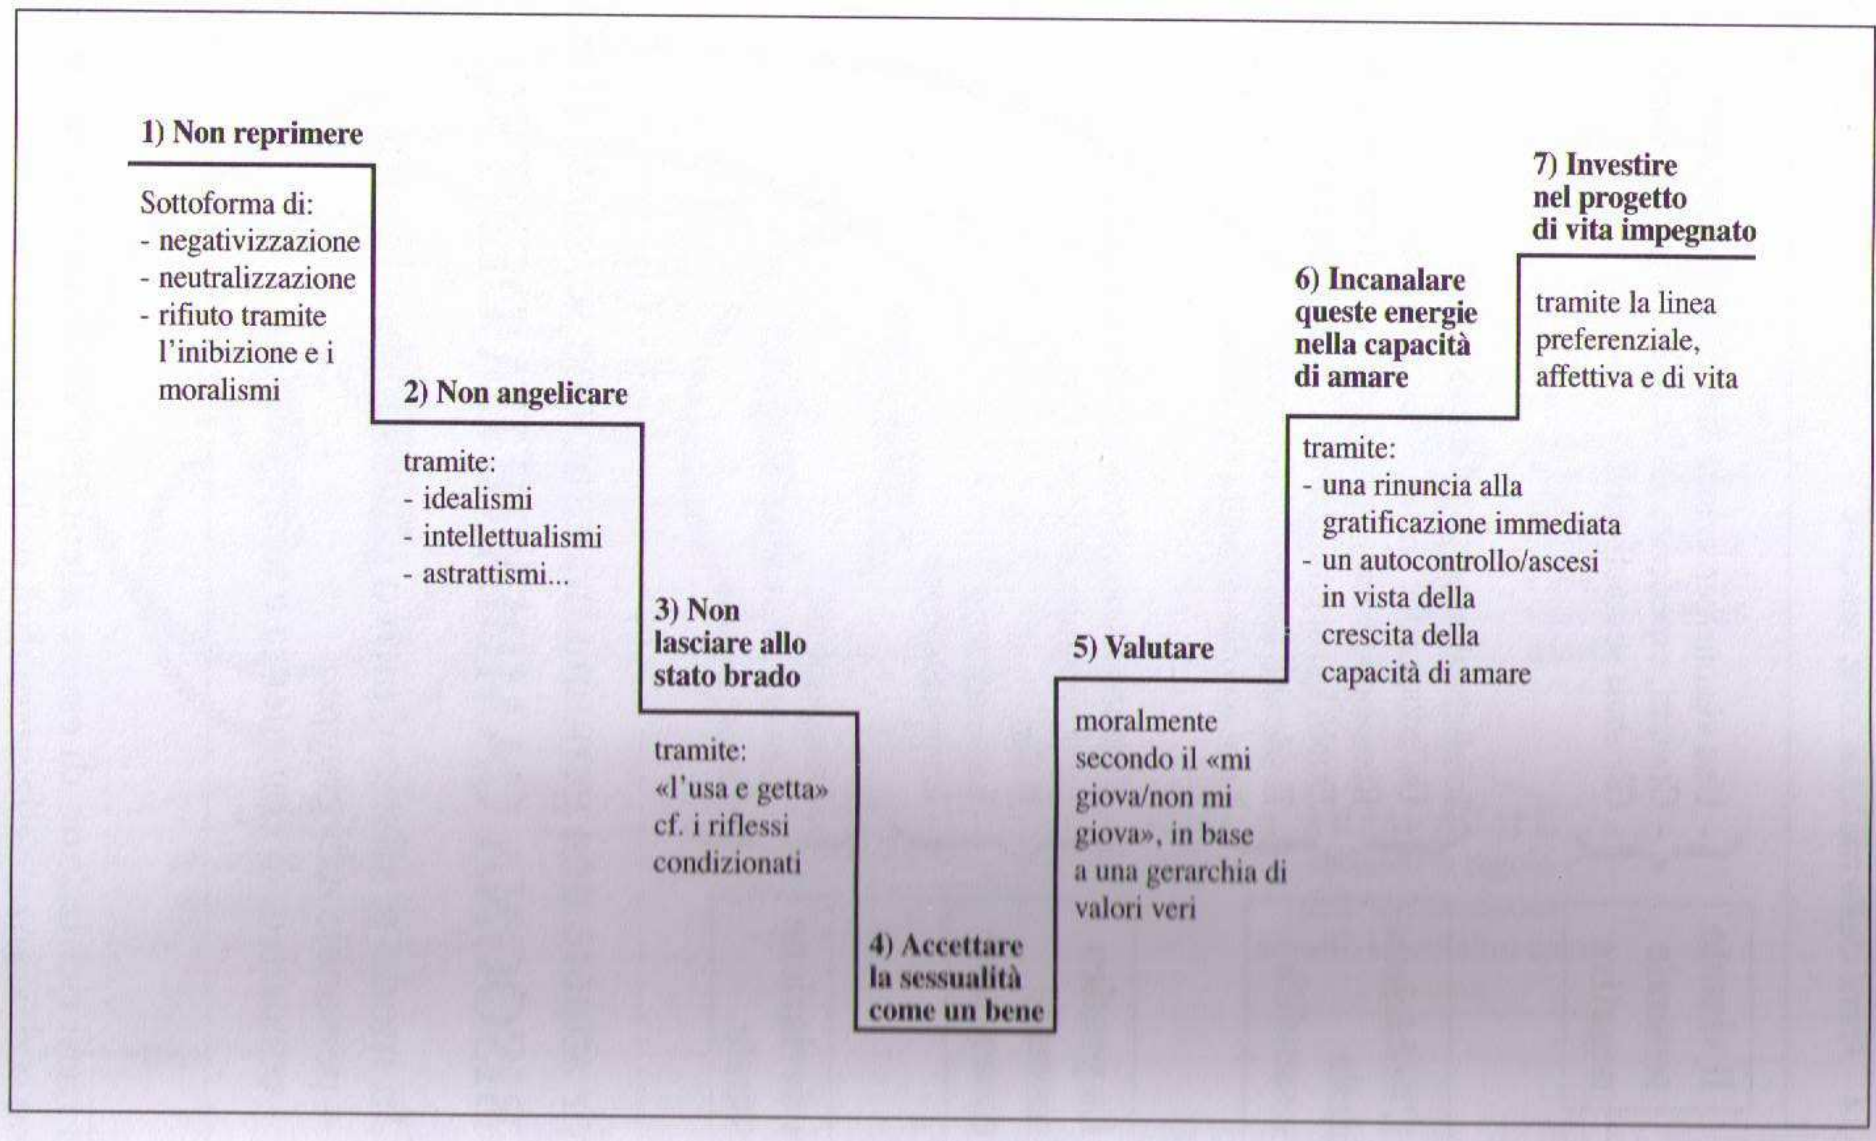 1) Non reprimere
Sottoforma di:
- negativizzazione
- neutralizzazione
- rifiuto tramite
l'inibizione e i
moralismi
2) Non angelicare
tramite:
- idealismi
- intellettualismi
- astrattismi...
3) Non
lasciare allo
stato brado
tramite:
«l'usa e getta»
cf. i riflessi
condizionati
4) Accettare
la sessualità
come un bene
5) Valutare
moralmente
secondo il «mi
giova/non mi
giova», in base
a una gerarchia di
valori veri
6) Incanalare
queste energie
nella capacità
di amare
tramite:
- una rinuncia alla
gratificazione immediata
- un autocontrollo/ascesi
in vista della
crescita della
capacità di amare
7) Investire
nel progetto
di vita impegnato
tramite la linea
preferenziale,
affettiva e di vita